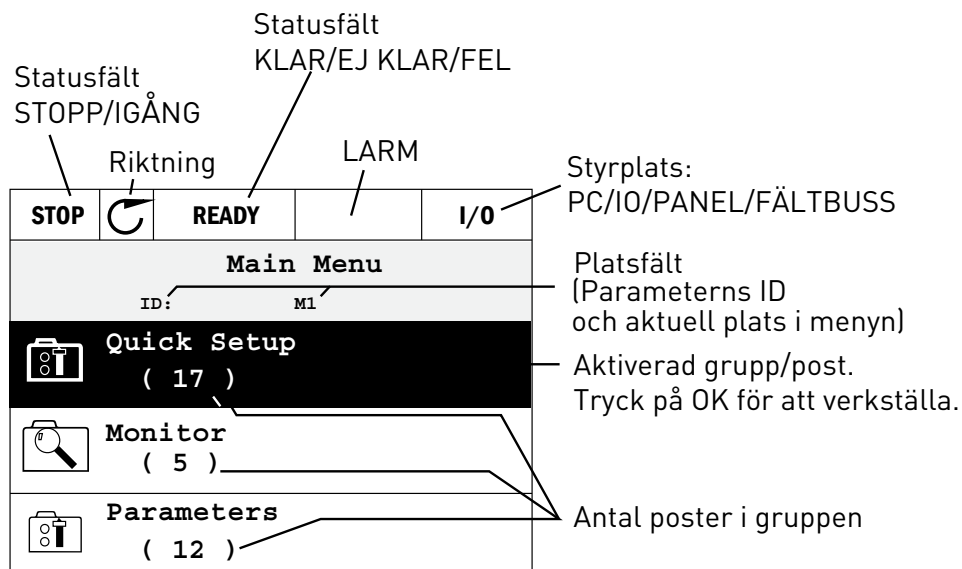 Statusfält
KLAR/EJ KLAR/FEL
Statusfält
STOPP/IGÅNG
Riktning
LARM
Styrplats:
PC/IO/PANEL/FÄLTBUSS
STOP
READY
I/O
Main Menu
ID:
M1
Platsfält
(Parameterns ID
och aktuell plats i menyn)
Quick Setup
( 17 )
Aktiverad grupp/post.
Tryck på OK för att verkställa.
Monitor
( 5 )
Parameters
( 12 )
Antal poster i gruppen